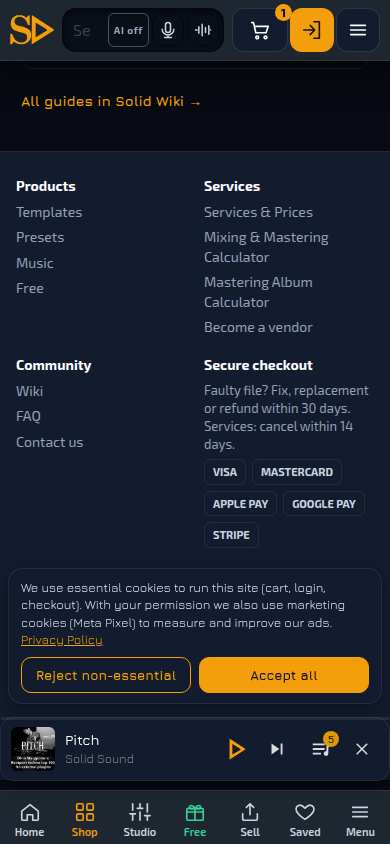 SD
Se
AI off
1
All guides in Solid Wiki →
Products
Templates
Presets
Music
Free
Services
Services & Prices
Mixing & Mastering
Calculator
Mastering Album
Calculator
Become a vendor
Community
Wiki
FAQ
Contact us
Secure checkout
Faulty file? Fix, replacement
or refund within 30 days.
Services: cancel within 14
days.
VISA
MASTERCARD
APPLE PAY
GOOGLE PAY
STRIPE
We use essential cookies to run this site (cart, login,
checkout). With your permission we also use marketing
cookies (Meta Pixel) to measure and improve our ads.
Privacy Policy
Reject non-essential
Accept all
PITCH
Pitch
Solid Sound
5
Home
Shop
Studio
Free
Sell
Saved
Menu